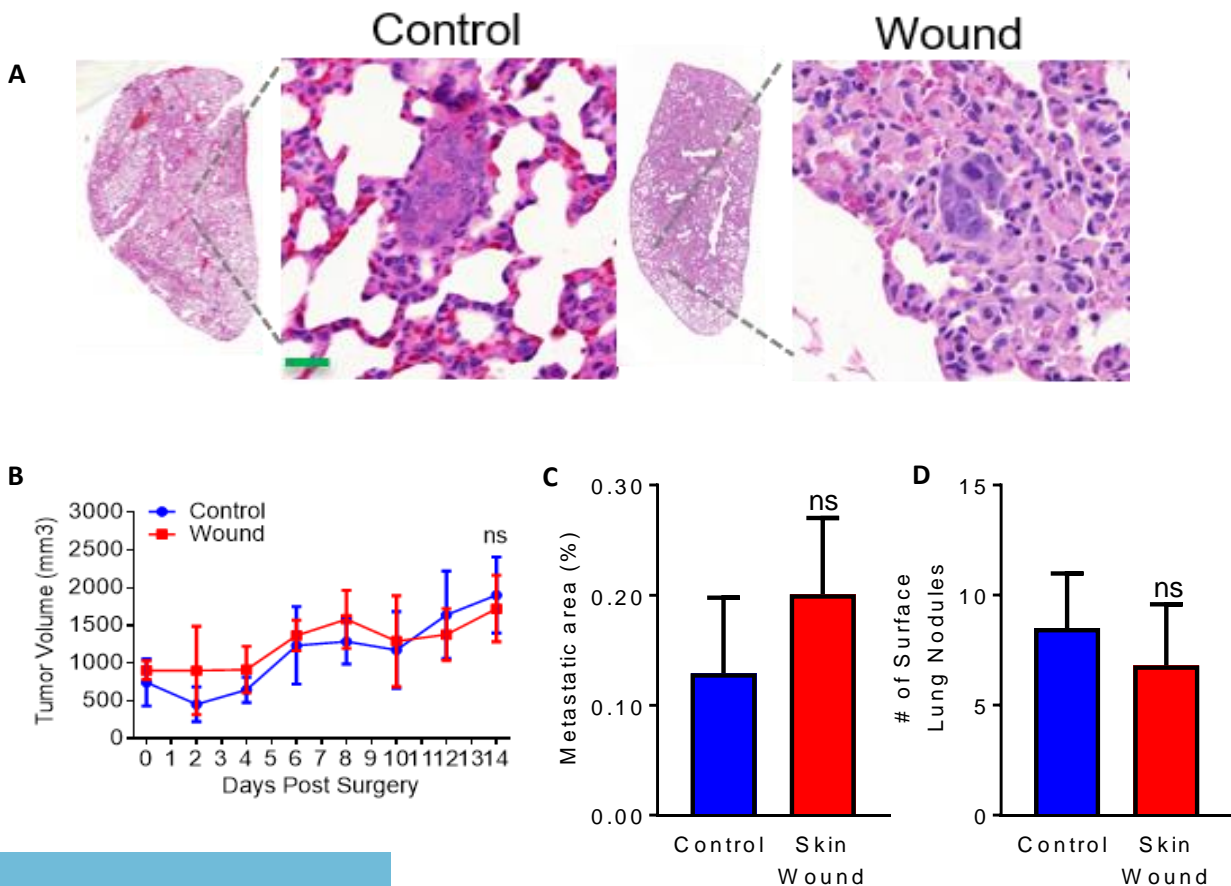 Control
Wound
A
B
3000
2500
2000
1500
1000
500
0
Tumor Volume (mm3)
Control
Wound
ns
0 1 2 3 4 5 6 7 8 9 10 11 12 13 14
Days Post Surgery
C
0.30
0.20
0.10
0.00
Metastatic area (%)
ns
Control
Skin
Wound
D
15
10
5
0
# of Surface
Lung Nodules
ns
Control
Skin
Wound